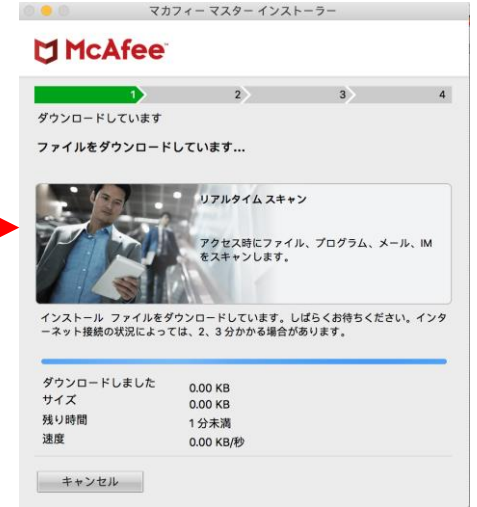 マカフィー マスター インストーラー
McAfee™
1 2 3 4
ダウンロードしています
ファイルをダウンロードしています...
リアルタイム スキャン
アクセス時にファイル、プログラム、メール、IM
をスキャンします。
インストール ファイルをダウンロードしています。しばらくお待ちください。インタ
ーネット接続の状況によっては、2、3 分かかる場合があります。
ダウンロードしました 0.00 KB
サイズ 0.00 KB
残り時間 1 分未満
速度 0.00 KB/秒
キャンセル